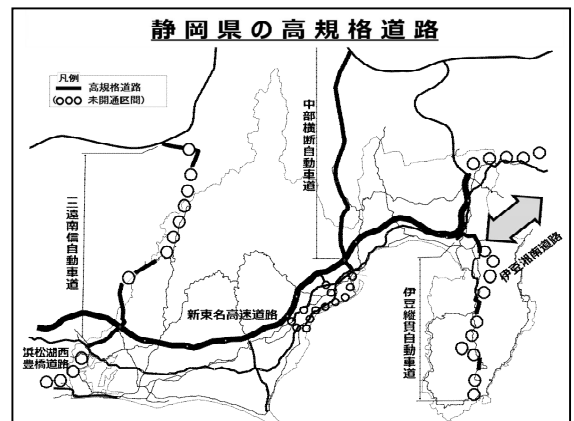 静岡県の高規格道路
凡例
高規格道路
(○○○未開通区間)
中部横断自動車道
三遠南信自動車道
伊豆湘南道路
新東名高速道路
伊豆縦貫自動車道
浜松湖西
豊橋道路